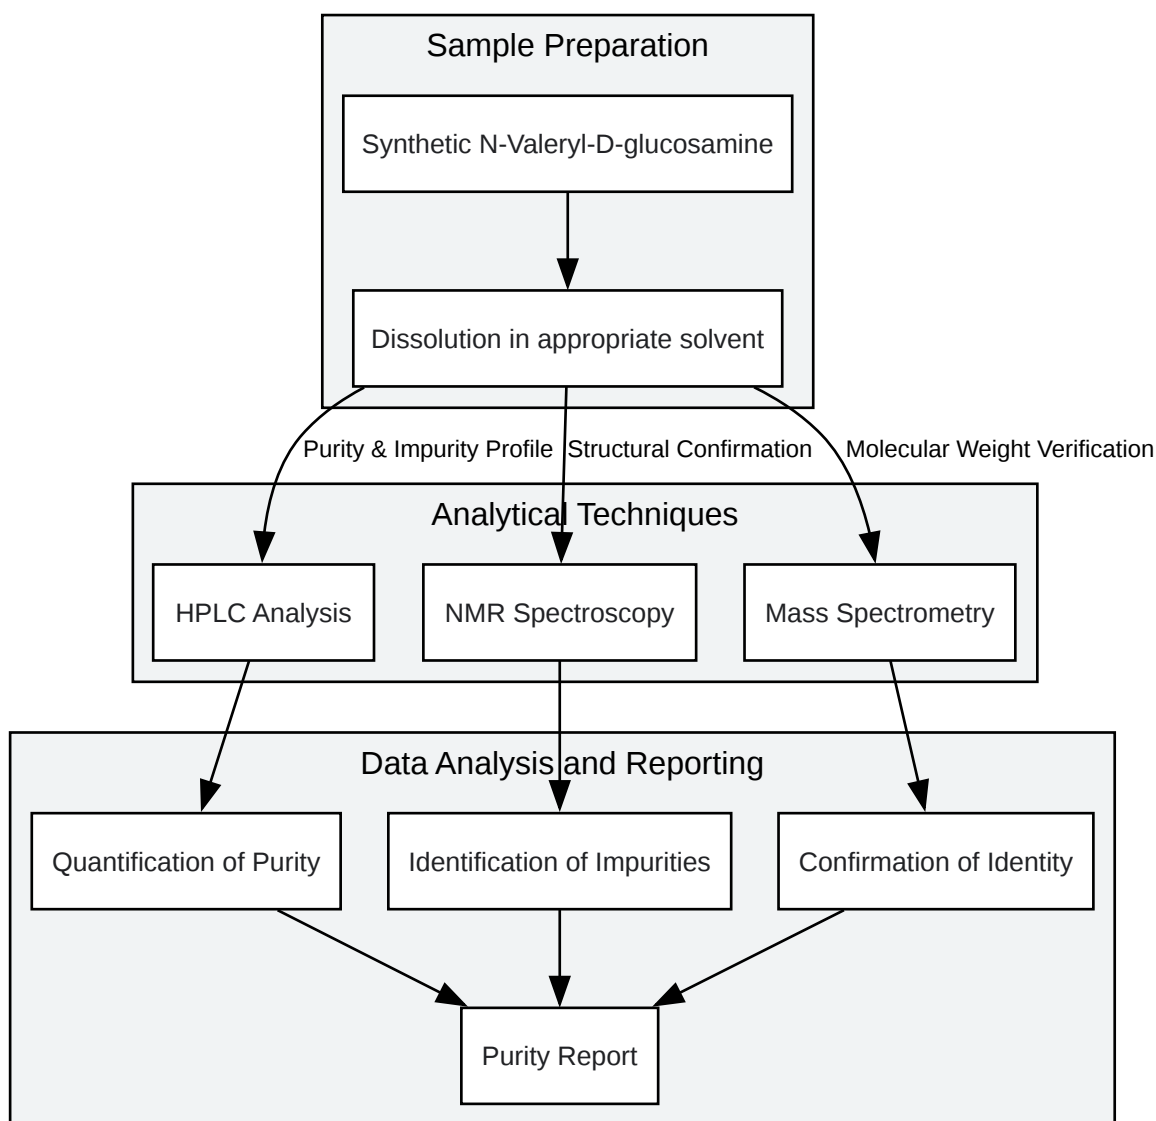 Sample Preparation
Synthetic N-Valeryl-D-glucosamine
Dissolution in appropriate solvent
Purity & Impurity Profile
Structural Confirmation
Molecular Weight Verification
Analytical Techniques
HPLC Analysis
NMR Spectroscopy
Mass Spectrometry
Data Analysis and Reporting
Quantification of Purity
Identification of Impurities
Confirmation of Identity
Purity Report